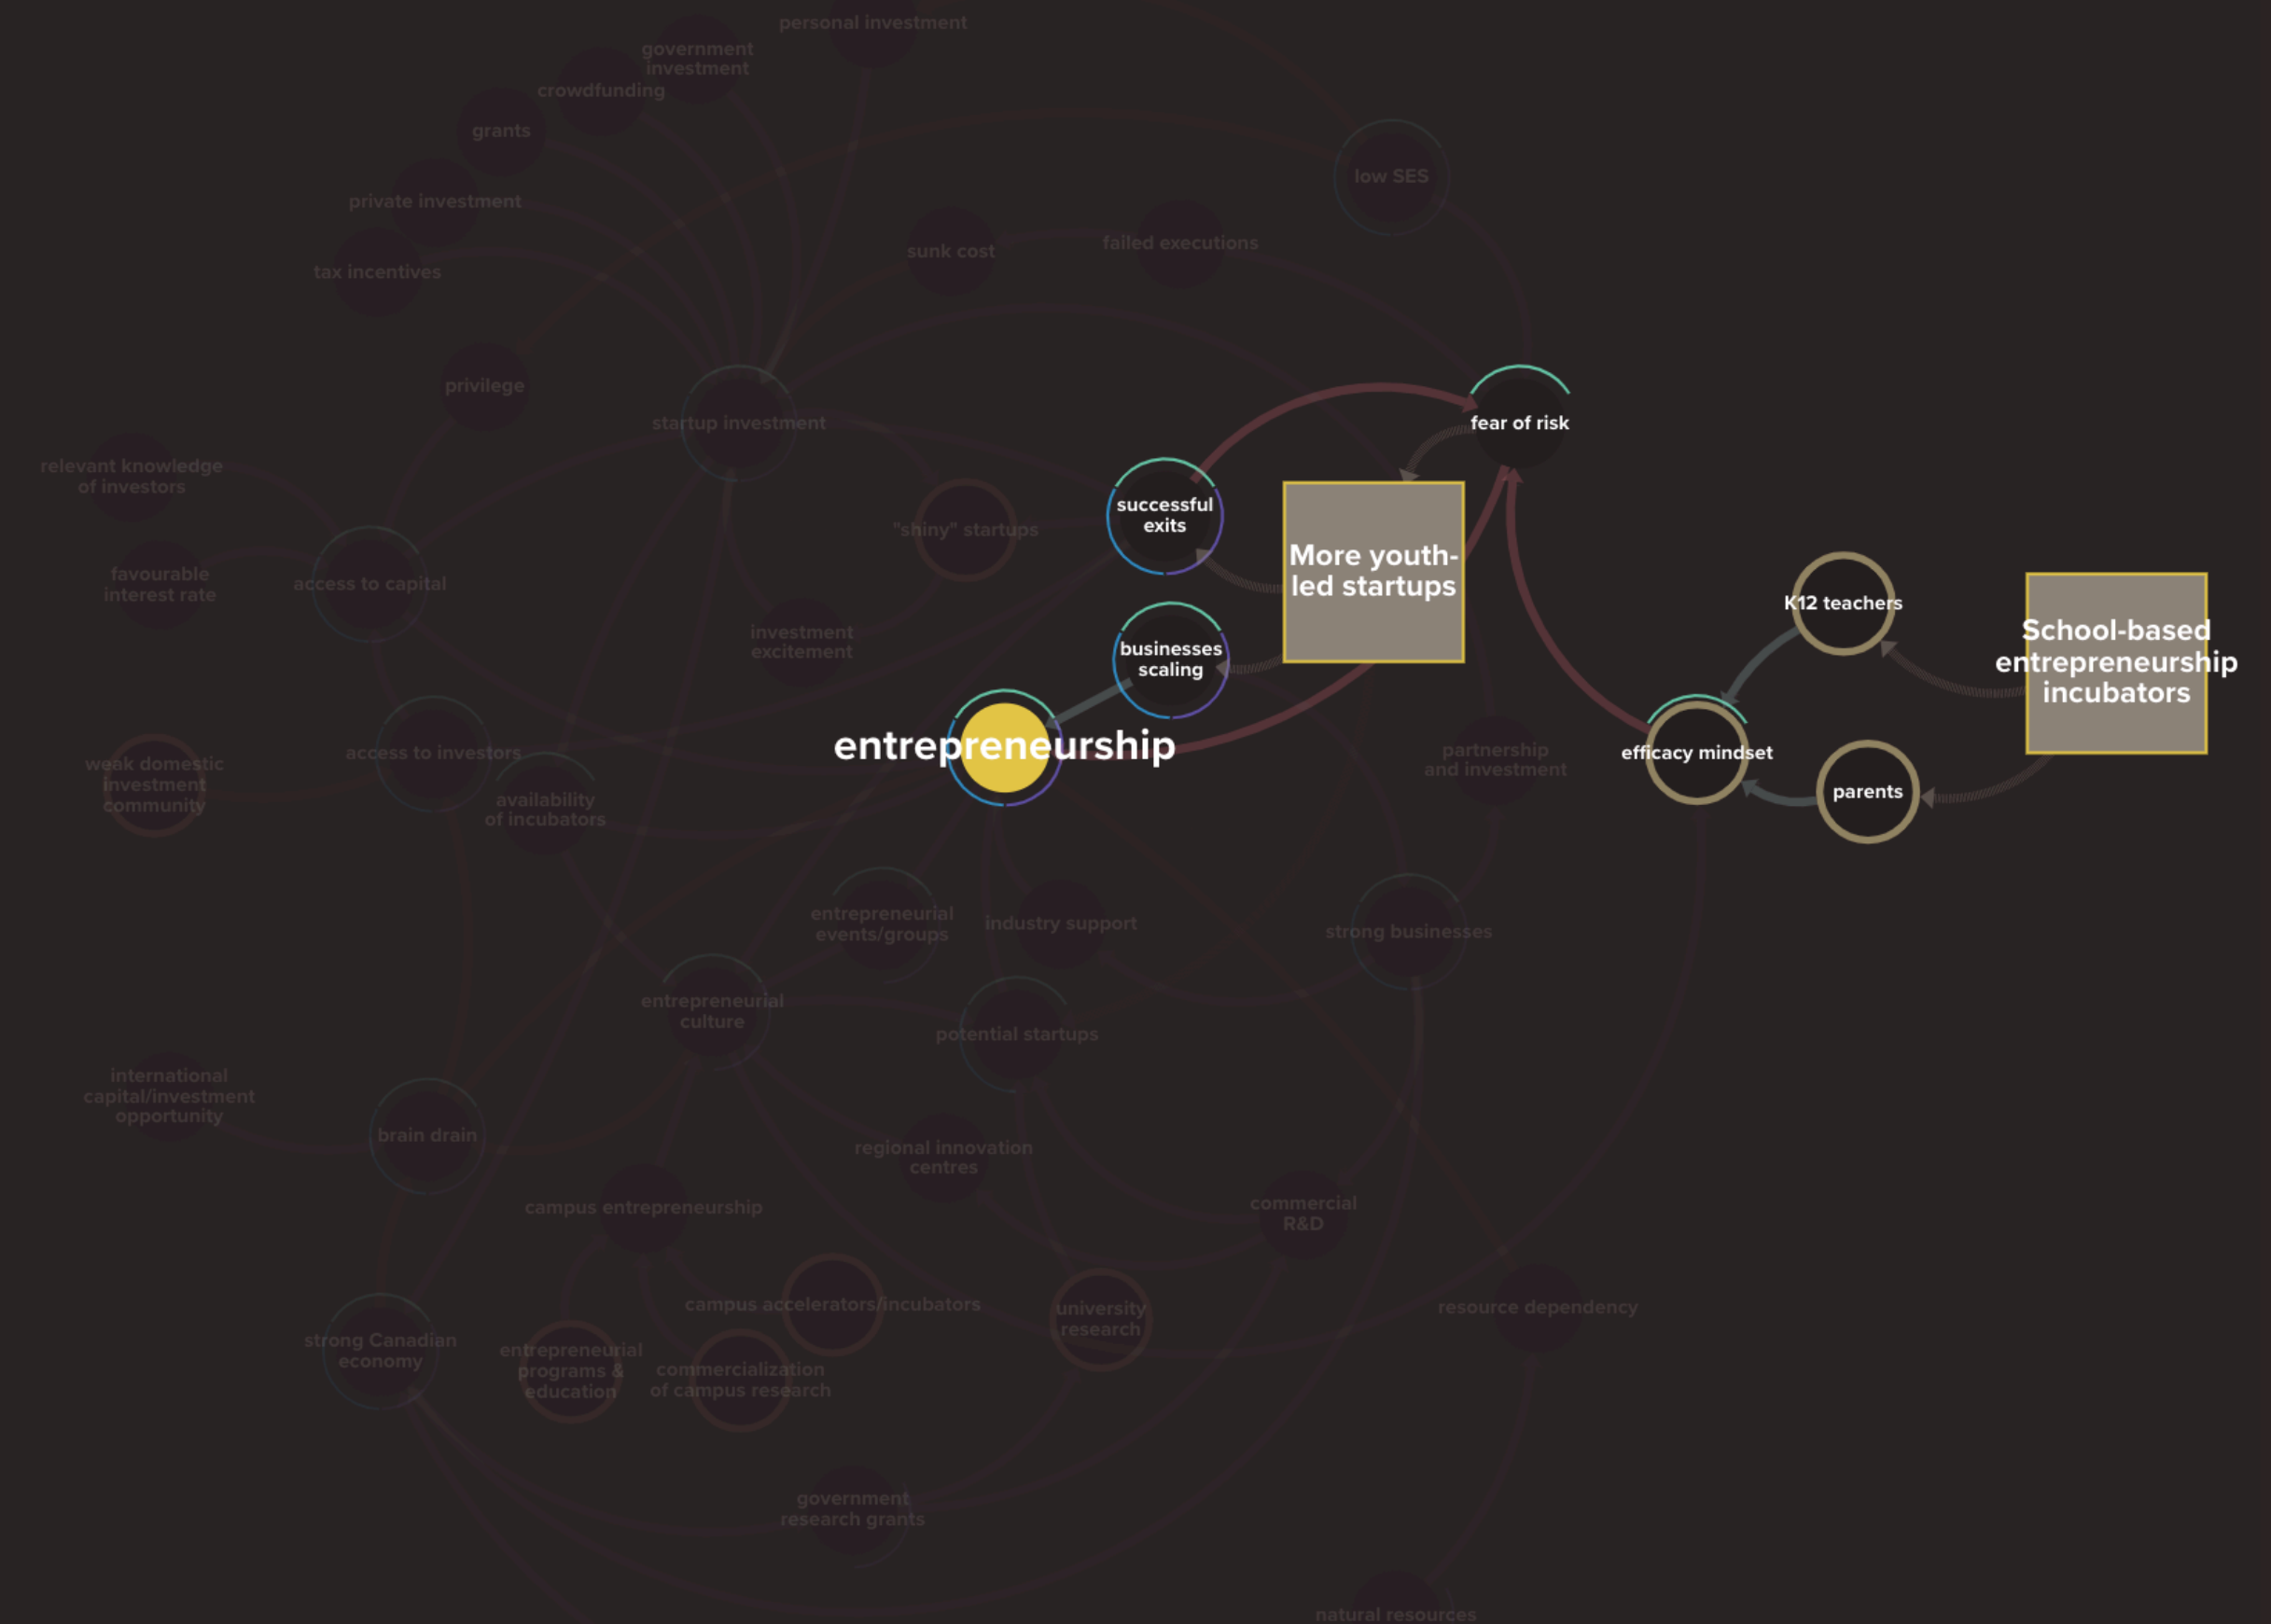 personal investment
government
investment
crowdfunding
grants
private investment
tax incentives
low SES
sunk cost
failed executions
privilege
startup investment
fear of risk
relevant knowledge
of investors
successful
exits
"shiny" startups
More youth-
led startups
favourable
interest rate
access to capital
K12 teachers
School-based
entrepreneurship
incubators
investment
excitement
businesses
scaling
entrepreneurship
access to investors
weak domestic
investment
community
partnership
and investment
efficacy mindset
parents
availability
of incubators
entrepreneurial
events/groups
industry support
strong businesses
entrepreneurial
culture
potential startups
international
capital/investment
opportunity
brain drain
regional innovation
centres
campus entrepreneurship
commercial
R&D
campus accelerators/incubators
university
research
resource dependency
strong Canadian
economy
entrepreneurial
programs &
education
commercialization
of campus research
government
research grants
natural resources